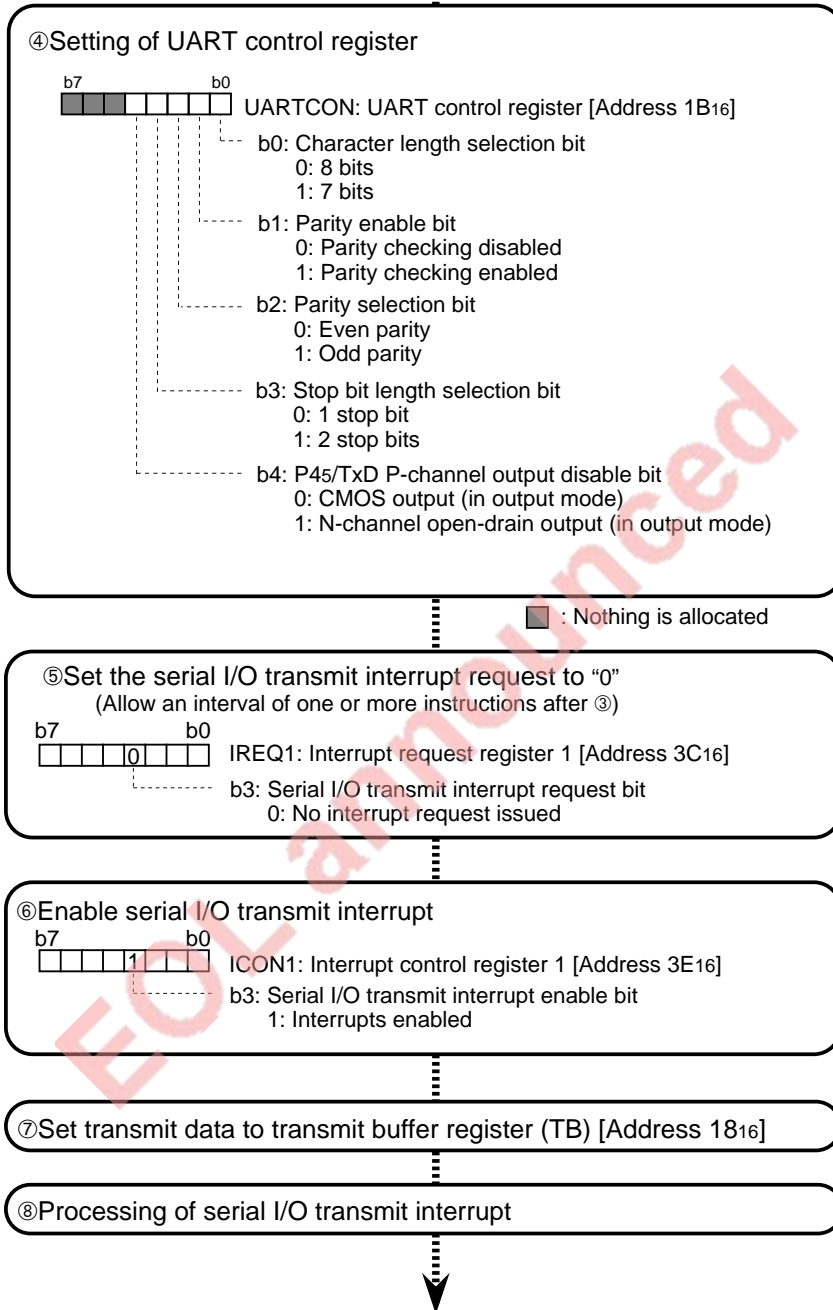 ④Setting of UART control register
b7 b0
UARTCON: UART control register [Address 1B16]
b0: Character length selection bit
0: 8 bits
1: 7 bits
b1: Parity enable bit
0: Parity checking disabled
1: Parity checking enabled
b2: Parity selection bit
0: Even parity
1: Odd parity
b3: Stop bit length selection bit
0: 1 stop bit
1: 2 stop bits
b4: P45/TxD P-channel output disable bit
0: CMOS output (in output mode)
1: N-channel open-drain output (in output mode)
: Nothing is allocated
⑤Set the serial I/O transmit interrupt request to “0”
(Allow an interval of one or more instructions after ③)
b7 b0
0
IREQ1: Interrupt request register 1 [Address 3C16]
b3: Serial I/O transmit interrupt request bit
0: No interrupt request issued
⑥Enable serial I/O transmit interrupt
b7 b0
1
ICON1: Interrupt control register 1 [Address 3E16]
b3: Serial I/O transmit interrupt enable bit
1: Interrupts enabled
⑦Set transmit data to transmit buffer register (TB) [Address 1816]
⑧Processing of serial I/O transmit interrupt
EOL announced